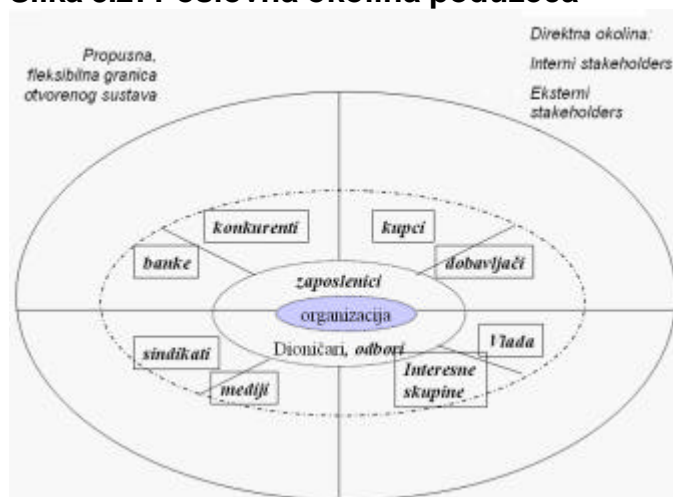 Propusna,
fleksibilna granica
otvorenog sustava
Direktna okolina:
Interni stakeholders
Eksterni
stakeholders
konkurenti
kupci
banke
dobavljači
zaposlenici
organizacija
Dioničari, odbori
sindikati
mediji
Vlada
Interesne
skupine